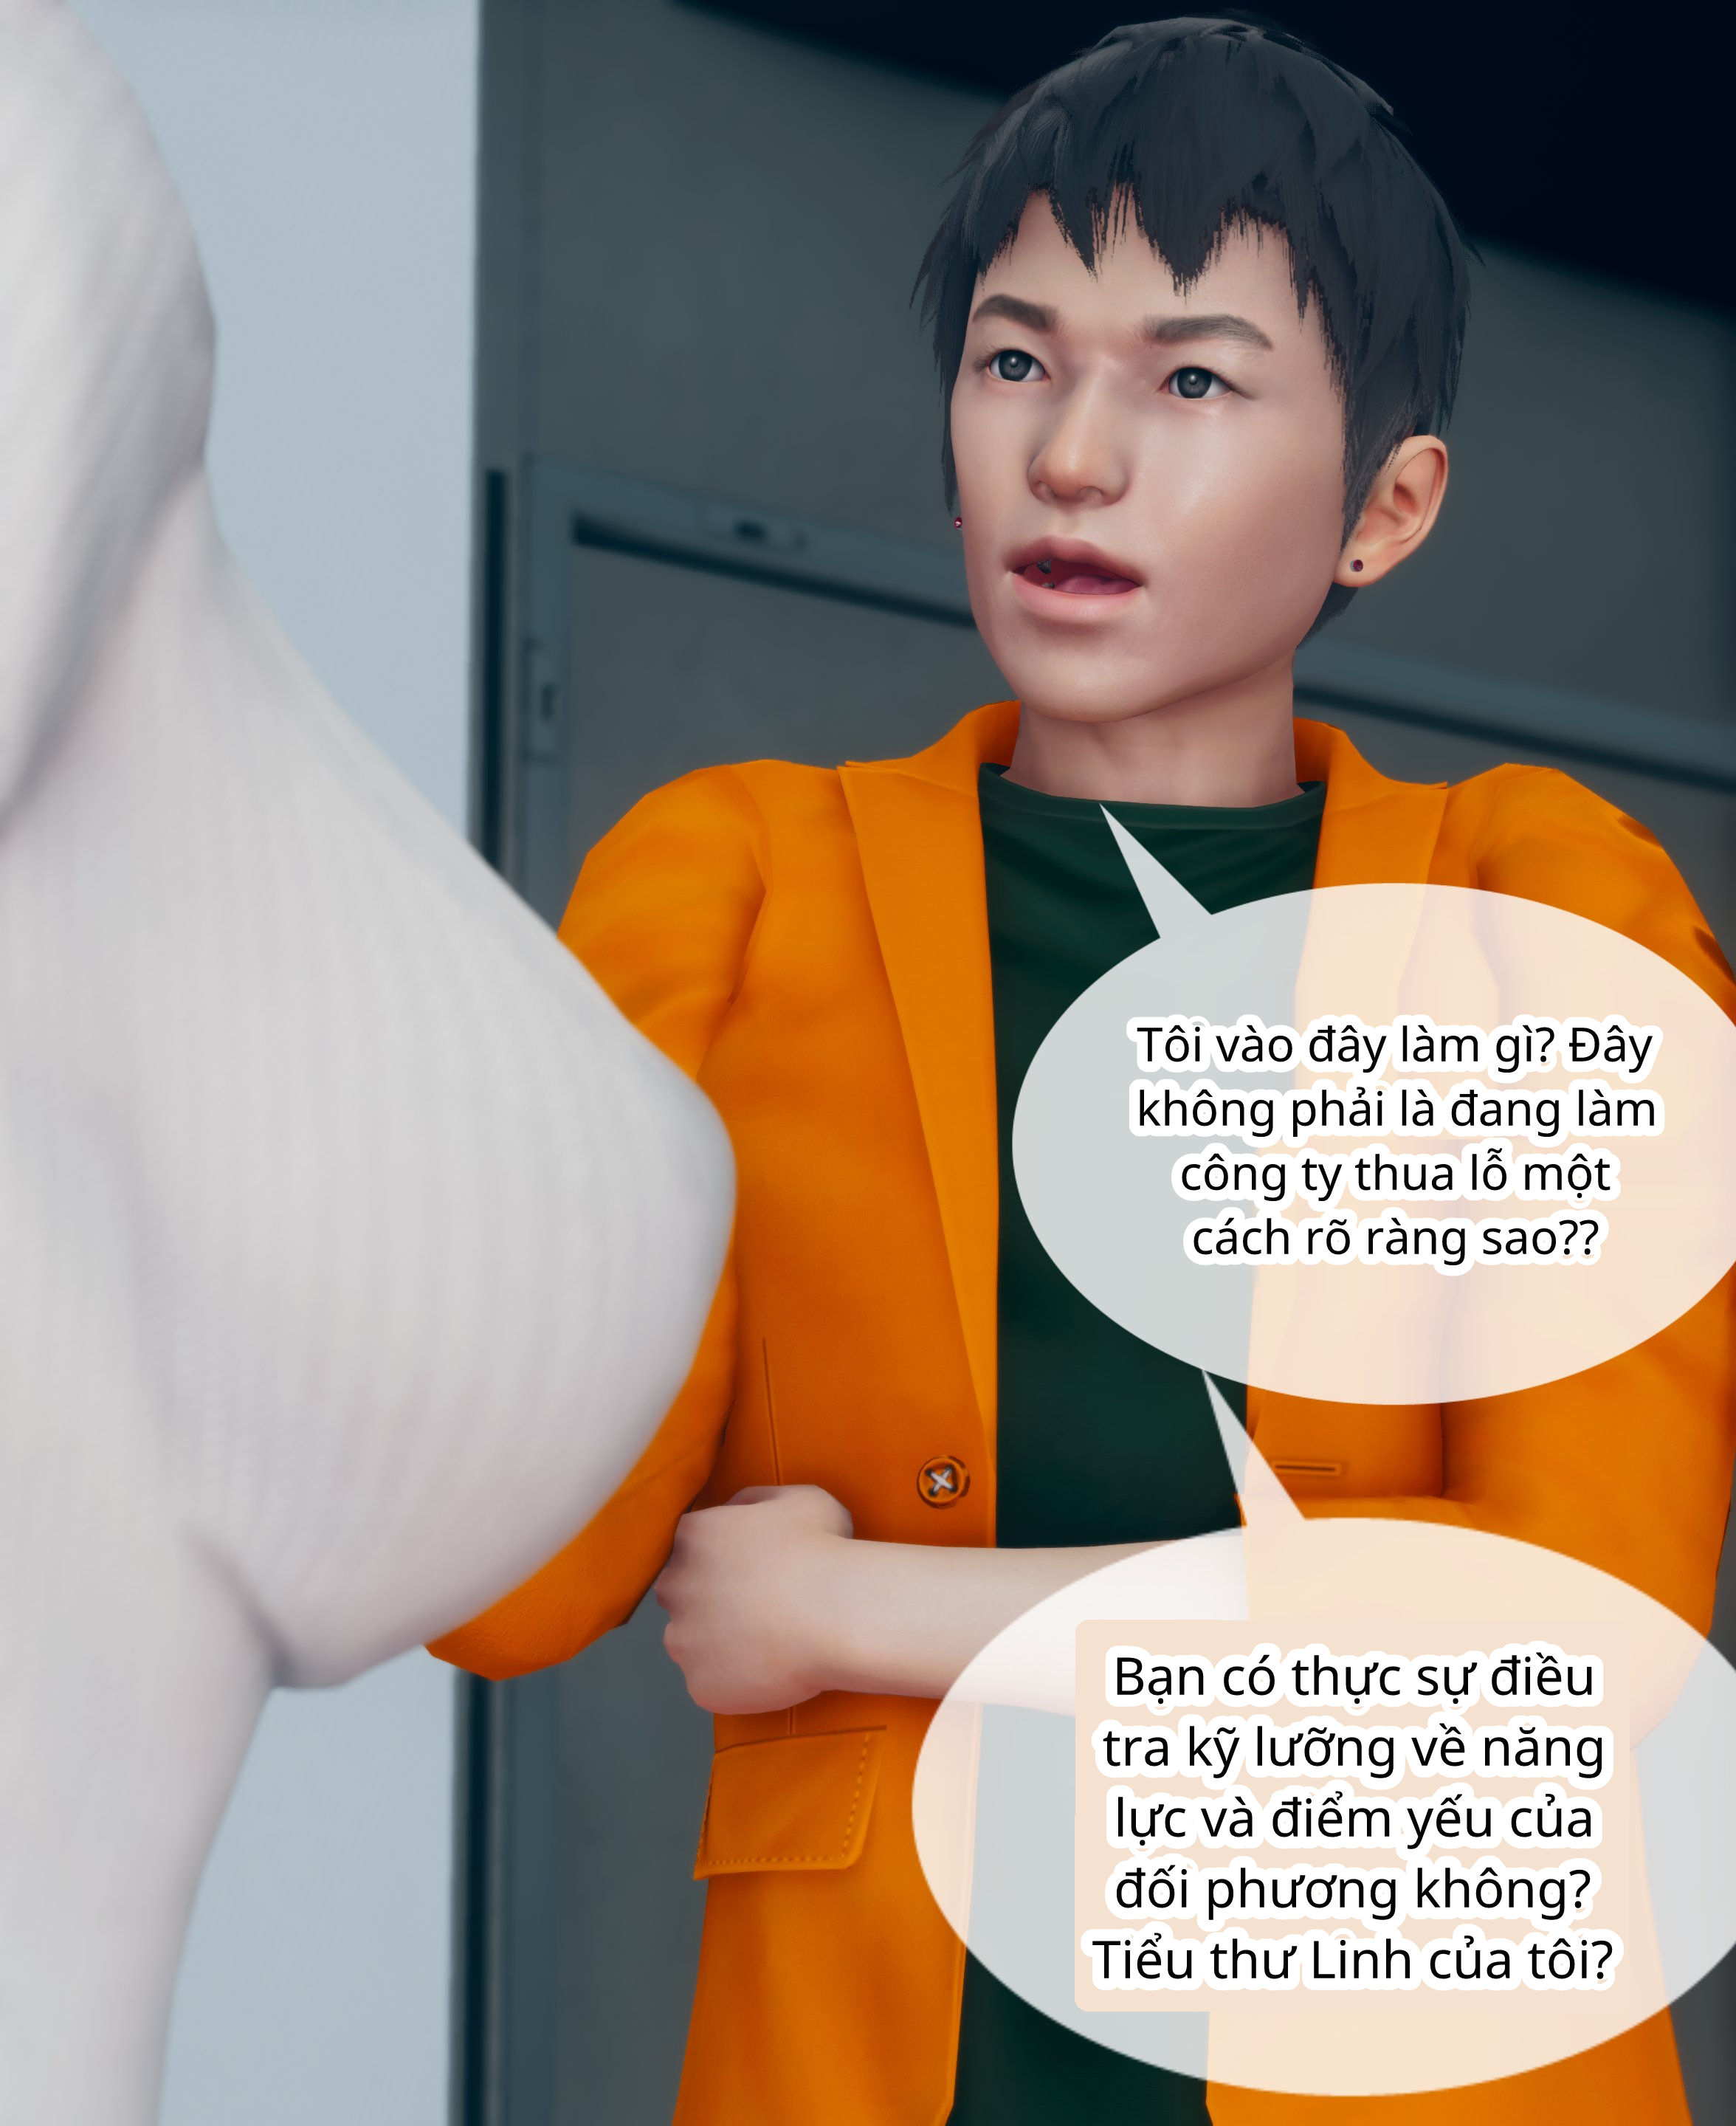 Tôi vào đây làm gì? Đây
không phải là đang làm
công ty thua lỗ một
cách rõ ràng sao??
Bạn có thực sự điều
tra kỹ lưỡng về năng
lực và điểm yếu của
đối phương không?
Tiểu thư Linh của tôi?